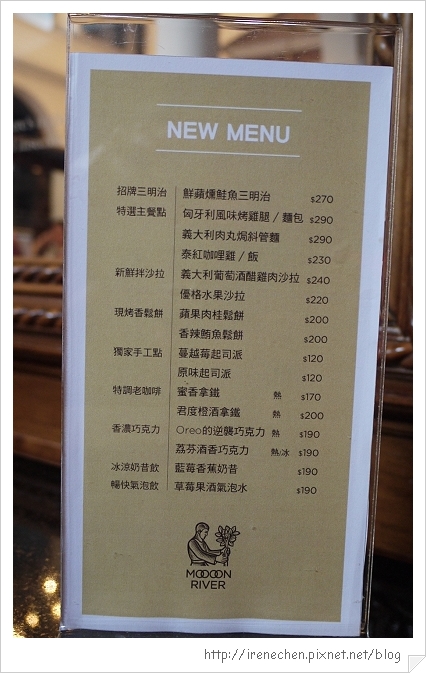 NEW MENU
招牌三明治 鮮蘋燻鮭魚三明治 $270
特選主餐點 匈牙利風味烤雞腿 / 麵包 $290
義大利肉丸焗斜管麵 $290
泰紅咖哩雞 / 飯 $230
新鮮拌沙拉 義大利葡萄酒醋雞肉沙拉 $240
優格水果沙拉 $220
現烤香鬆餅 蘋果肉桂鬆餅 $200
香辣鮪魚鬆餅 $200
獨家手工點 蔓越莓起司派 $120
原味起司派 $120
特調老咖啡 蜜香拿鐵 熱 $170
君度橙酒拿鐵 熱 $200
香濃巧克力 Oreo的逆襲巧克力 熱 $190
荔芬酒香巧克力 熱/冰 $190
冰涼奶昔飲 藍莓香蕉奶昔 $190
暢快氣泡飲 草莓果酒氣泡水 $190
MOOOON
RIVER
http://irenechen.pixnet.net/blog